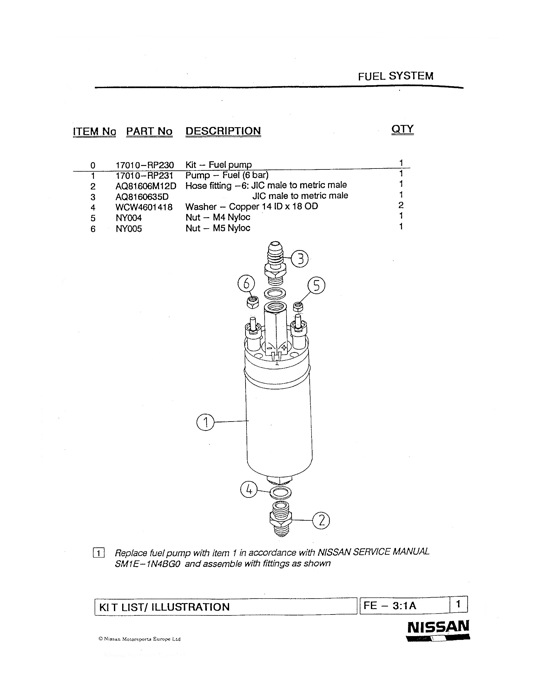 FUEL SYSTEM
ITEM No PART No DESCRIPTION QTY
0 17010-RP230 Kit - Fuel pump 1
1 17010-RP231 Pump - Fuel (6 bar) 1
2 AQ81606M12D Hose fitting -6: JIC male to metric male 1
3 AQ8160635D JIC male to metric male 1
4 WCW4601418 Washer - Copper 14 ID x 18 OD 2
5 NY004 Nut - M4 Nyloc 1
6 NY005 Nut - M5 Nyloc 1
3
6 5
- +
1
4
2
1 Replace fuel pump with item 1 in accordance with NISSAN SERVICE MANUAL
SM1E-1N4BG0 and assemble with fittings as shown
KIT LIST/ ILLUSTRATION FE - 3:1A 1
NISSAN
© Nissan Motorsports Europe Ltd